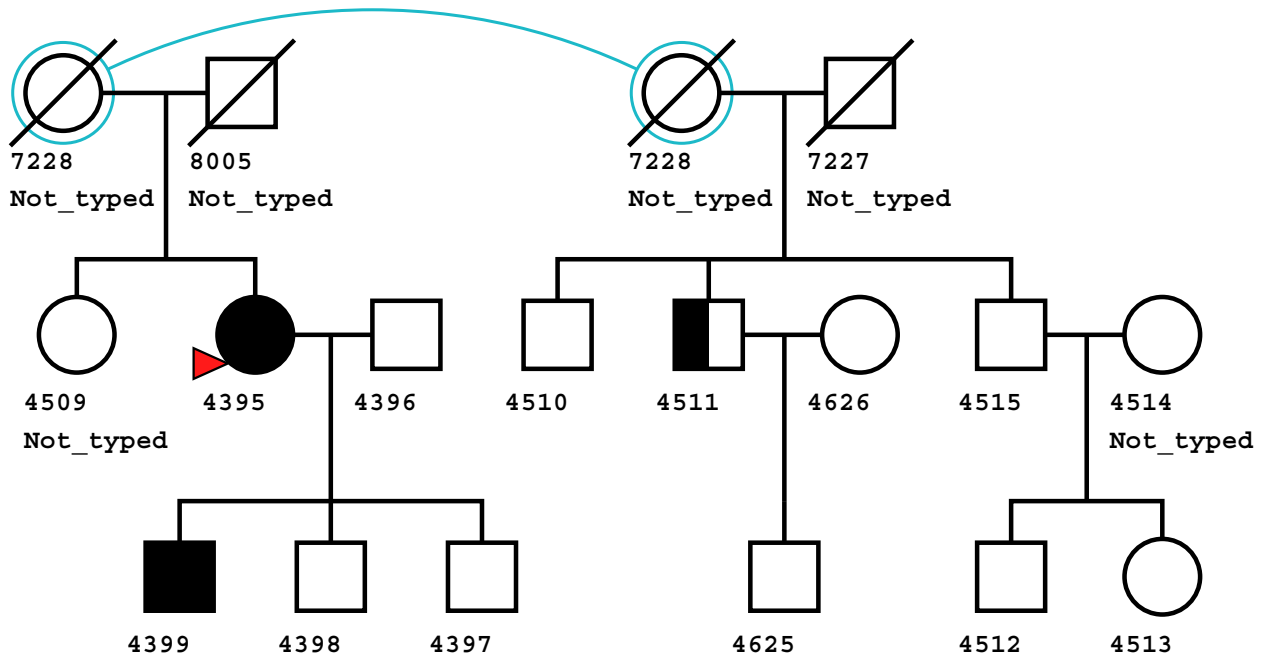 7228 8005 7228 7227
Not_typed Not_typed Not_typed Not_typed
4509 4395 4396 4510 4511 4626 4515 4514
Not_typed Not_typed
4399 4398 4397 4625 4512 4513